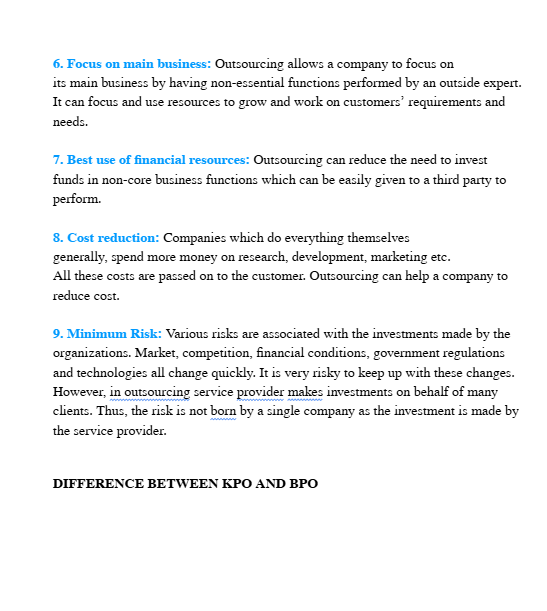 6. Focus on main business: Outsourcing allows a company to focus on
its main business by having non-essential functions performed by an outside expert.
It can focus and use resources to grow and work on customers’ requirements and
needs.
7. Best use of financial resources: Outsourcing can reduce the need to invest
funds in non-core business functions which can be easily given to a third party to
perform.
8. Cost reduction: Companies which do everything themselves
generally, spend more money on research, development, marketing etc.
All these costs are passed on to the customer. Outsourcing can help a company to
reduce cost.
9. Minimum Risk: Various risks are associated with the investments made by the
organizations. Market, competition, financial conditions, government regulations
and technologies all change quickly. It is very risky to keep up with these changes.
However, in outsourcing service provider makes investments on behalf of many
clients. Thus, the risk is not born by a single company as the investment is made by
the service provider.
DIFFERENCE BETWEEN KPO AND BPO